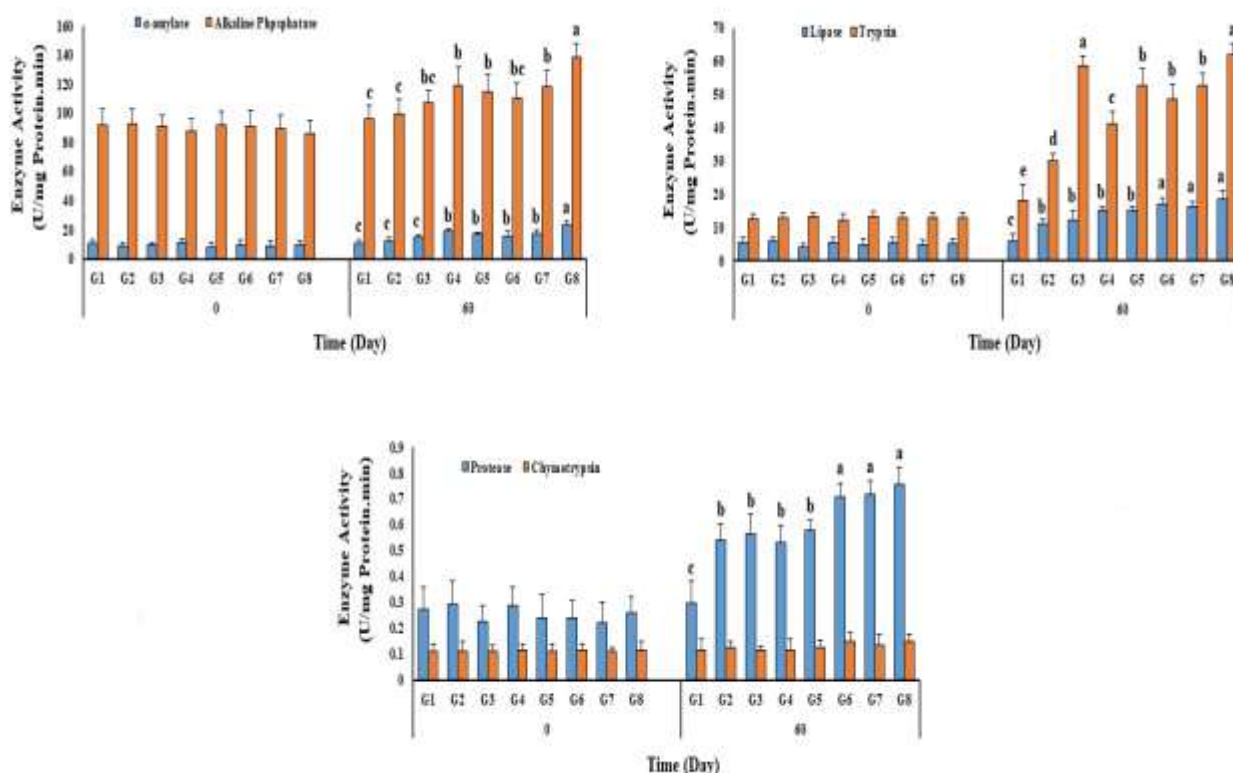 α-amylase Alkaline Phpsphatase
Enzyme Activity
(U/mg Protein.min)
160
140
120
100
80
60
40
20
0
c c bc b b bc b a
c c c b b b b a
G1 G2 G3 G4 G5 G6 G7 G8 G1 G2 G3 G4 G5 G6 G7 G8
0 60
Time (Day)
Lipase Trypsin
Enzyme Activity
(U/mg Protein.min)
70
60
50
40
30
20
10
0
e d a c b b b a
c b b b b a a a
G1 G2 G3 G4 G5 G6 G7 G8 G1 G2 G3 G4 G5 G6 G7 G8
0 60
Time (Day)
Protease Chymotrypsin
Enzyme Activity
(U/mg Protein.min)
0.9
0.8
0.7
0.6
0.5
0.4
0.3
0.2
0.1
0
c b b b b a a a
G1 G2 G3 G4 G5 G6 G7 G8 G1 G2 G3 G4 G5 G6 G7 G8
0 60
Time (Day)